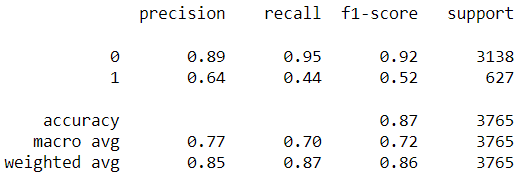 precision recall f1-score support
0 0.89 0.95 0.92 3138
1 0.64 0.44 0.52 627
accuracy 0.87 3765
macro avg 0.77 0.70 0.72 3765
weighted avg 0.85 0.87 0.86 3765